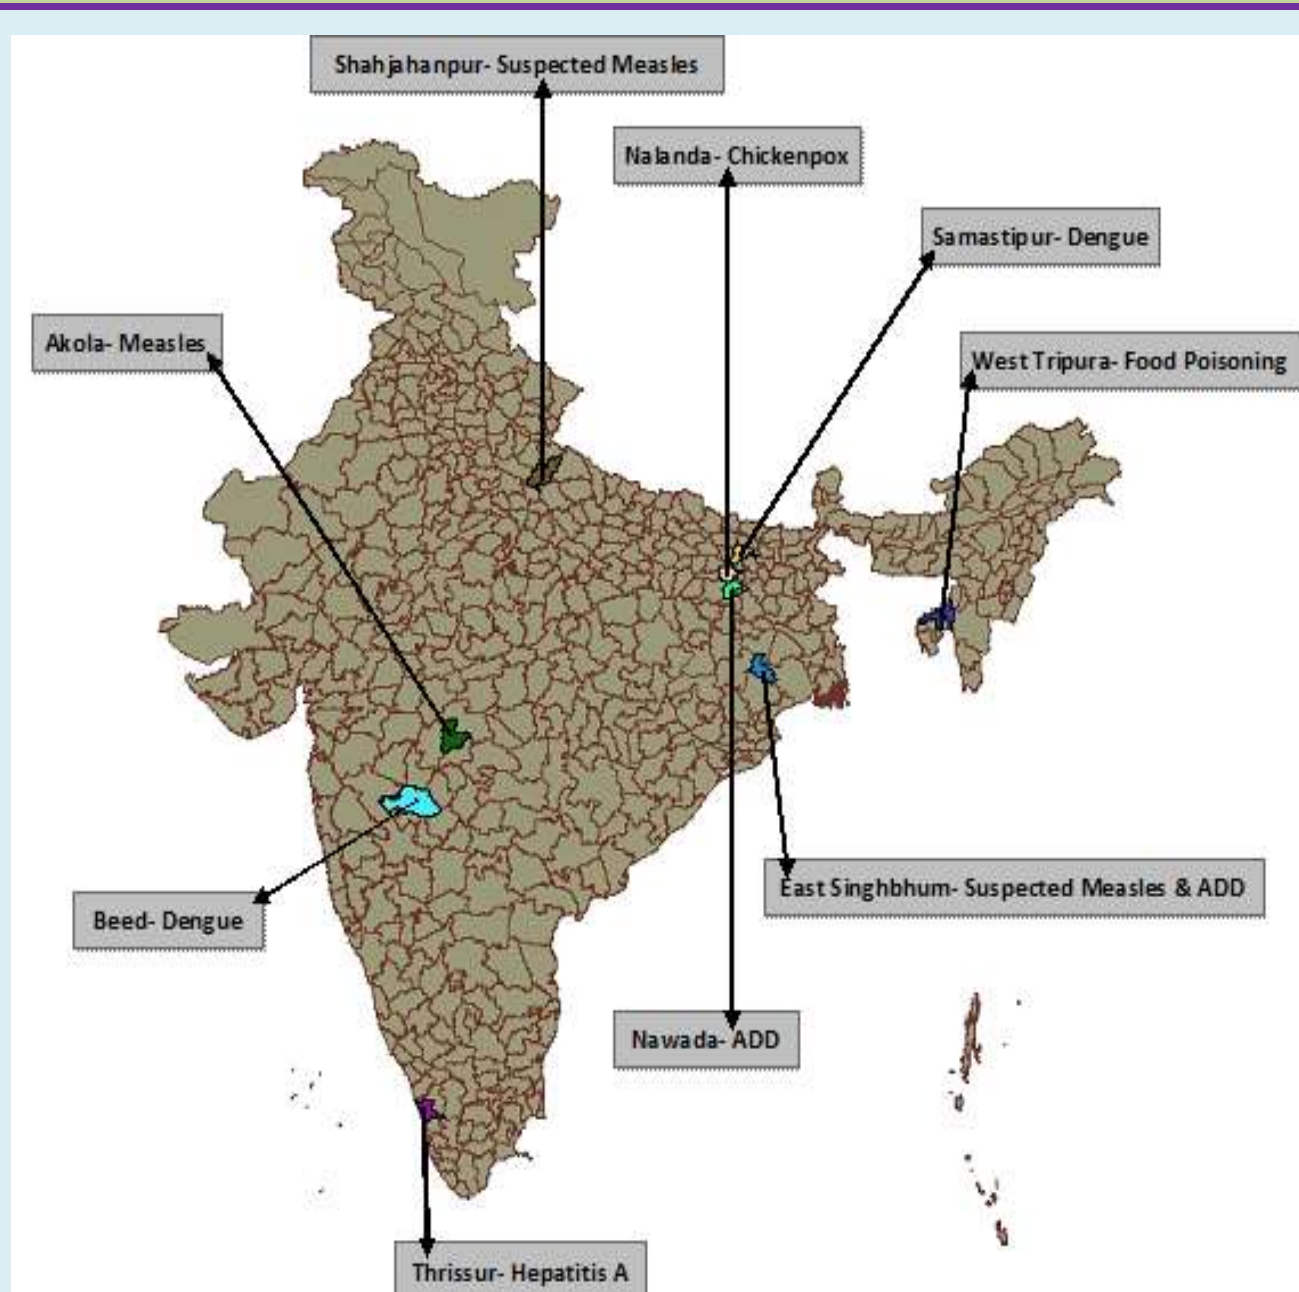 Shahjahanpur- Suspected Measles
Nalanda- Chickenpox
Samastipur- Dengue
Akola- Measles
West Tripura- Food Poisoning
East Singhbhum- Suspected Measles & ADD
Beed- Dengue
Nawada- ADD
Thrissur- Hepatitis A